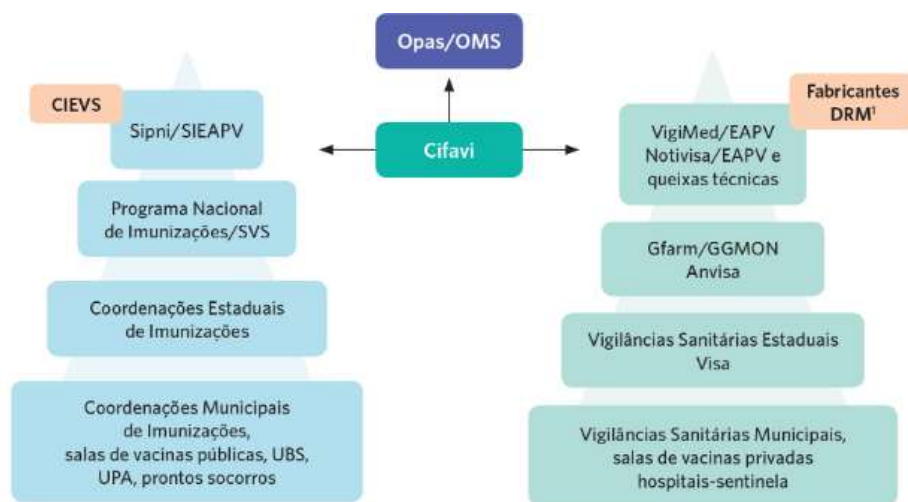 Opas/OMS
CIEVS
Sipni/SIEAPV
Cifavi
Fabricantes
DRM¹
VigiMed/EAPV
Notivisa/EAPV e
queixas técnicas
Programa Nacional
de Imunizações/SVS
Gfarm/GGMON
Anvisa
Coordenações Estaduais
de Imunizações
Vigilâncias Sanitárias Estaduais
Visa
Coordenações Municipais
de Imunizações,
salas de vacinas públicas, UBS,
UPA, prontos socorros
Vigilâncias Sanitárias Municipais,
salas de vacinas privadas
hospitais-sentinela